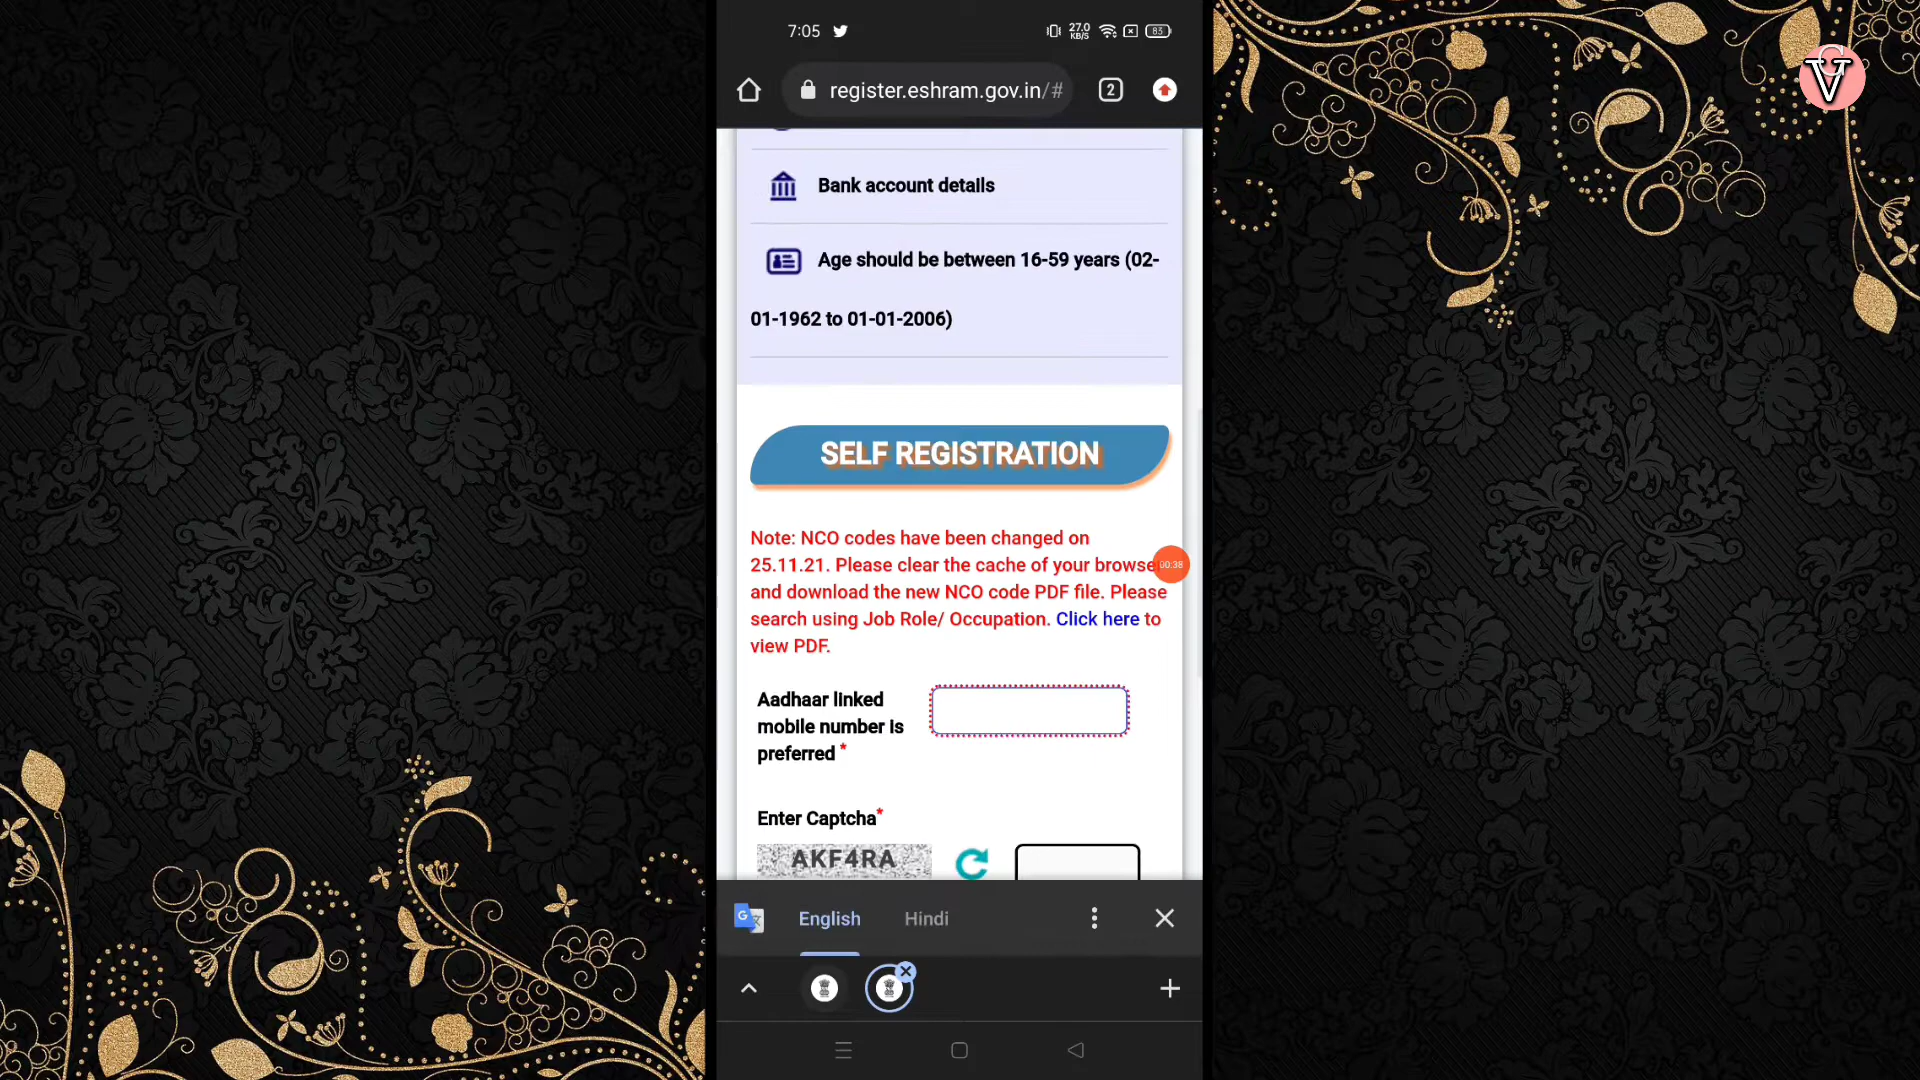 7:05
27.0
KB/S
83
register.eshram.gov.in/#
2
Bank account details
Age should be between 16-59 years (02-
01-1962 to 01-01-2006)
SELF REGISTRATION
Note: NCO codes have been changed on
25.11.21. Please clear the cache of your browse
00:38
and download the new NCO code PDF file. Please
search using Job Role/ Occupation. Click here to
view PDF.
Aadhaar linked
mobile number is
preferred *
Enter Captcha*
AKF4RA
English
Hindi